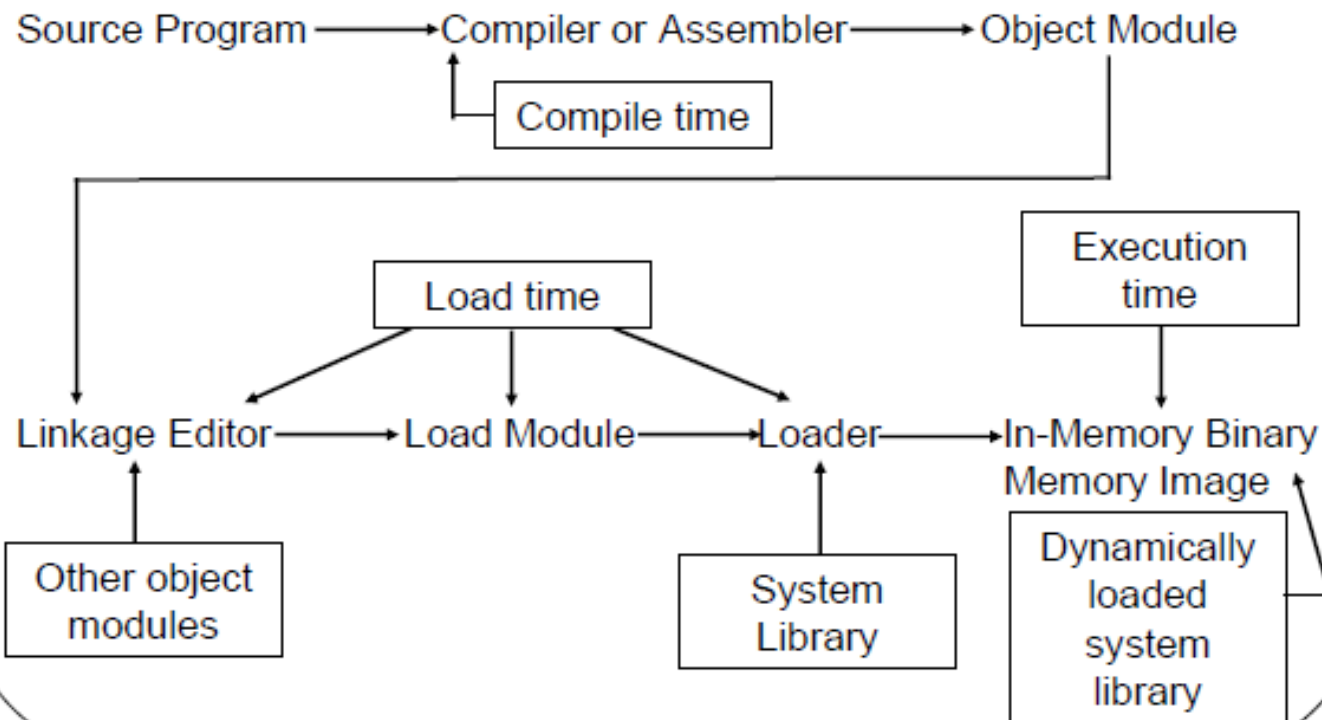 Source Program
Compiler or Assembler
Object Module
Compile time
Execution
time
Load time
Linkage Editor
Load Module
Loader
In-Memory Binary
Memory Image
Other object
modules
System
Library
Dynamically
loaded
system
library